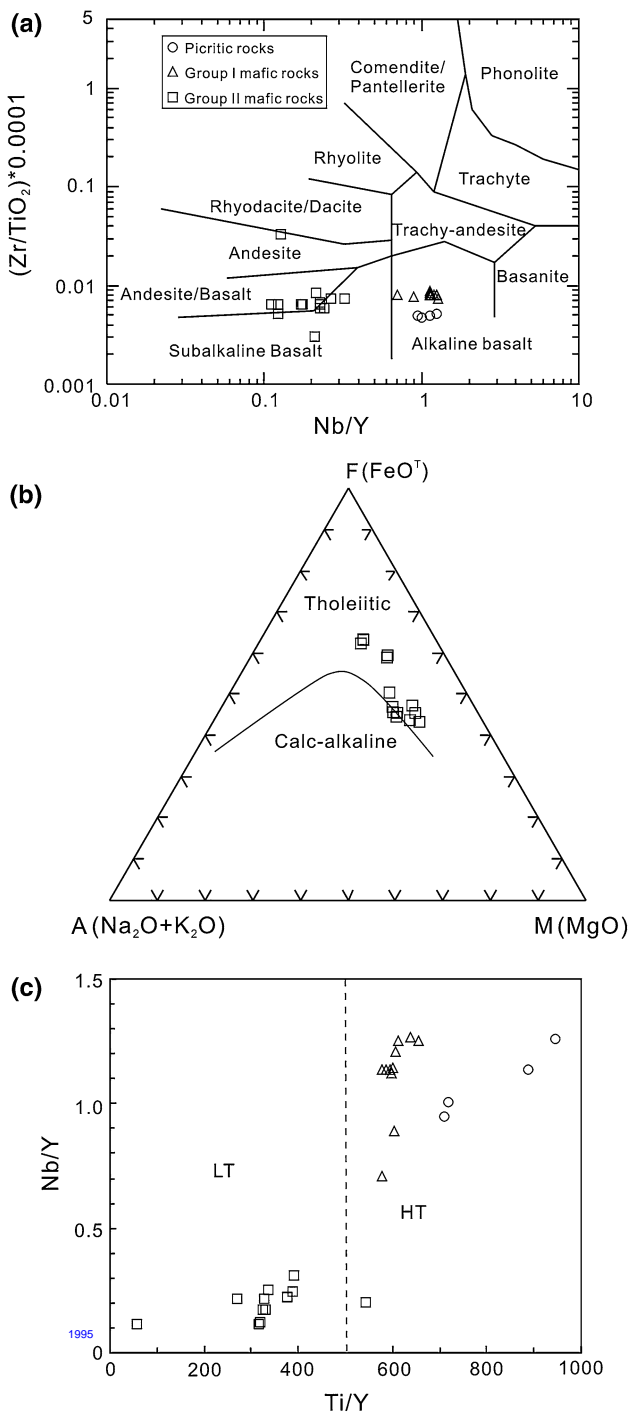 (a)
5
1
0.1
0.01
0.001
(Zr/TiO₂)*0.0001
Picritic rocks
Group I mafic rocks
Group II mafic rocks
Comendite/
Pantellerite
Phonolite
Rhyolite
Trachyte
Rhyodacite/Dacite
Trachy-andesite
Andesite
Basanite
Andesite/Basalt
Subalkaline Basalt
Alkaline basalt
0.01
0.1
1
10
Nb/Y
F (FeOᵀ)
(b)
Tholeiitic
Calc-alkaline
A (Na₂O+K₂O)
M (MgO)
(c)
1.5
1.0
0.5
0
Nb/Y
LT
HT
1995
0
200
400
600
800
1000
Ti/Y